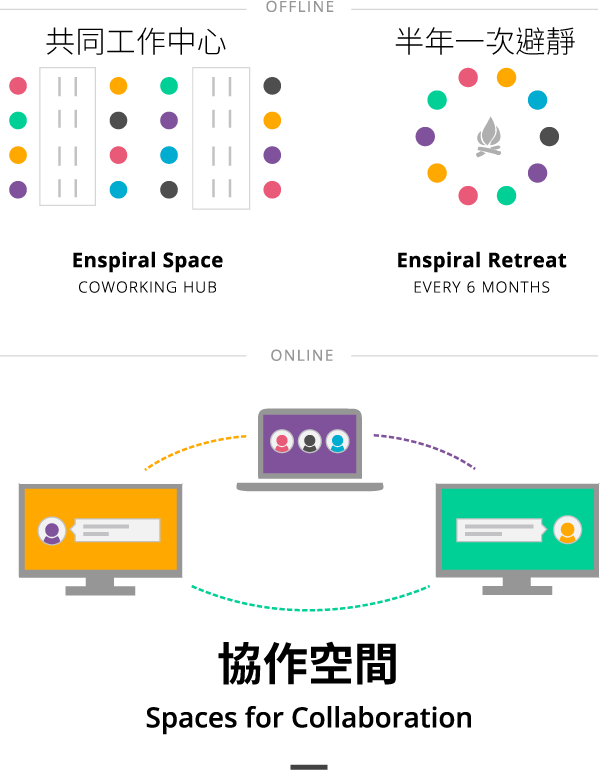 OFFLINE
共同工作中心
半年一次避靜
Enspiral Space
COWORKING HUB
Enspiral Retreat
EVERY 6 MONTHS
ONLINE
協作空間
Spaces for Collaboration